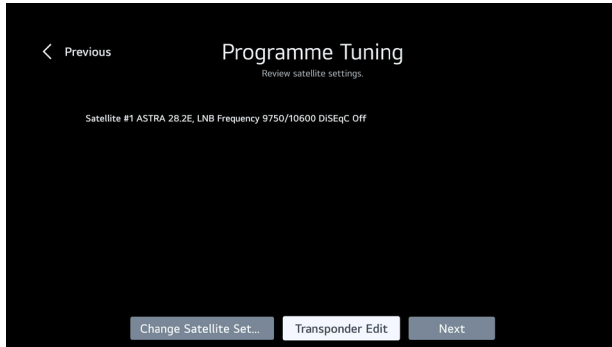 Previous
Programme Tuning
Review satellite settings.
Satellite #1 ASTRA 28.2E, LNB Frequency 9750/10600 DiSEqC Off
Change Satellite Set...
Transponder Edit
Next